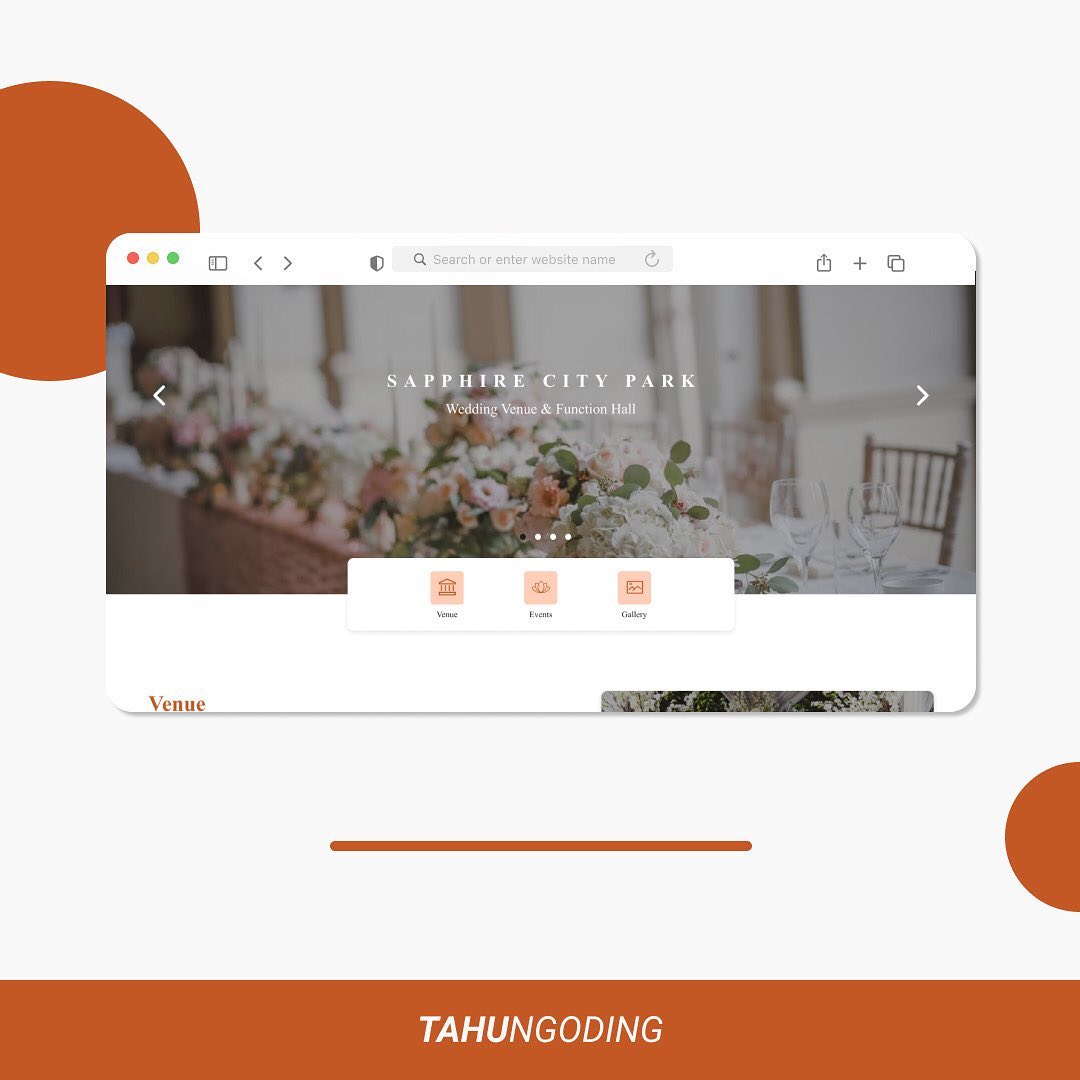 Search or enter website name
SAPPHIRE CITY PARK
Wedding Venue & Function Hall
Venue
Events
Gallery
Venue
TAHUNGODING